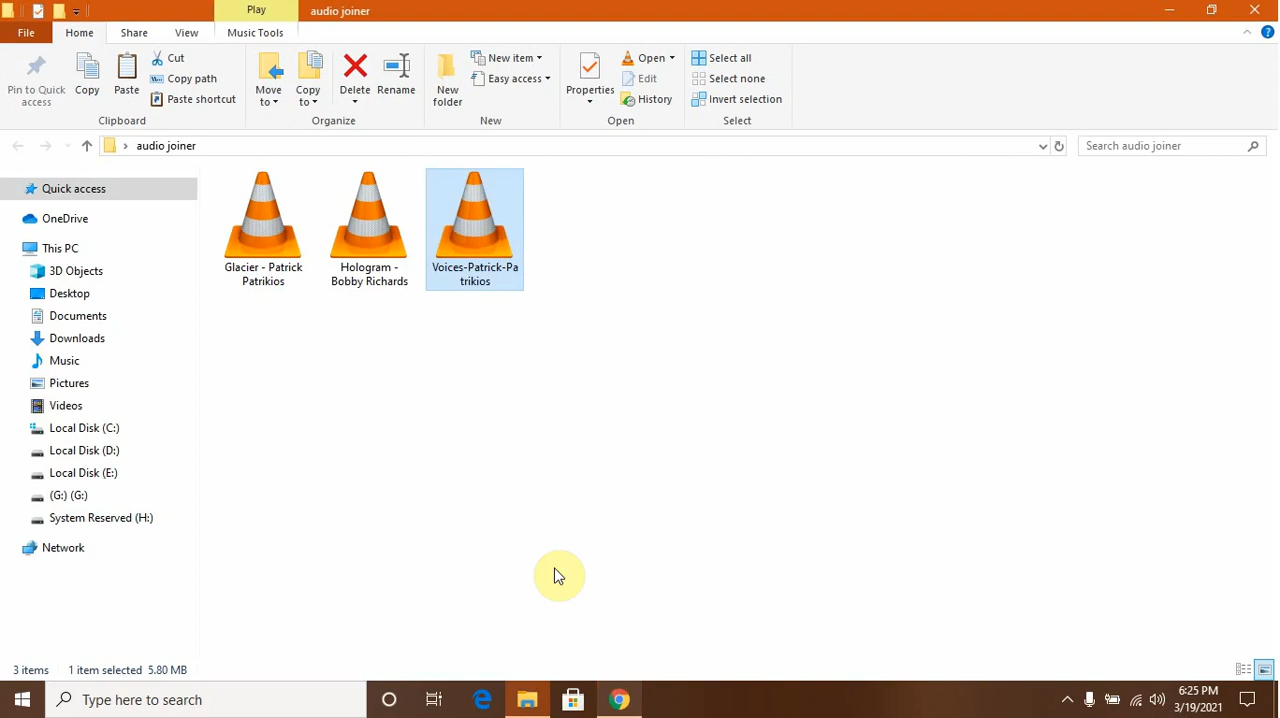 Play
audio joiner
File
Home
Share
View
Music Tools
Pin to Quick access
Copy
Paste
Cut
Copy path
Paste shortcut
Clipboard
Move to
Copy to
Delete
Rename
Organize
New folder
New item
Easy access
New
Properties
Open
Edit
History
Open
Select all
Select none
Invert selection
Select
audio joiner
Search audio joiner
Quick access
OneDrive
This PC
3D Objects
Desktop
Documents
Downloads
Music
Pictures
Videos
Local Disk (C:)
Local Disk (D:)
Local Disk (E:)
(G:) (G:)
System Reserved (H:)
Network
Glacier - Patrick
Patrikios
Hologram -
Bobby Richards
Voices-Patrick-Pa
trikios
3 items
1 item selected 5.80 MB
Type here to search
6:25 PM
3/19/2021